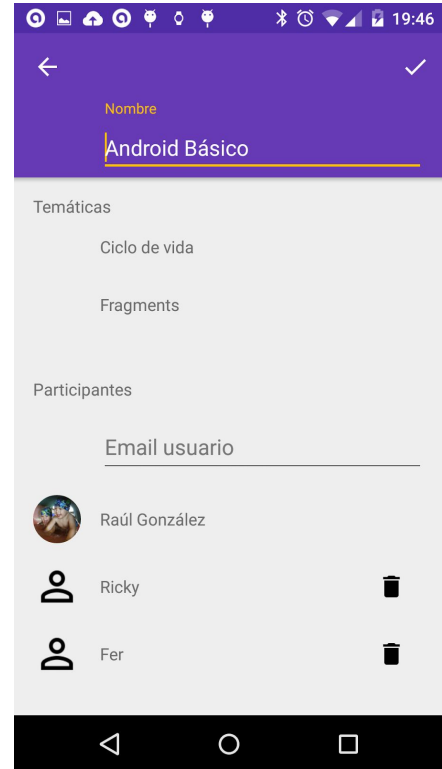 19:46
Nombre
Android Básico
Temáticas
Ciclo de vida
Fragments
Participantes
Email usuario
Raúl González
Ricky
Fer